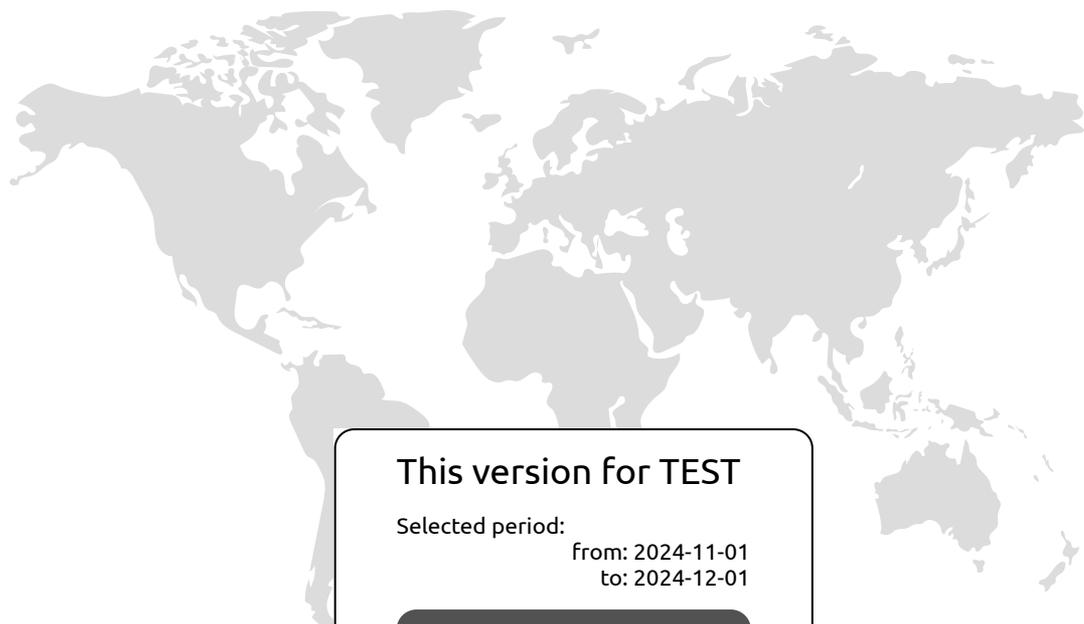 This version for TEST
Selected period:
from: 2024-11-01
to: 2024-12-01